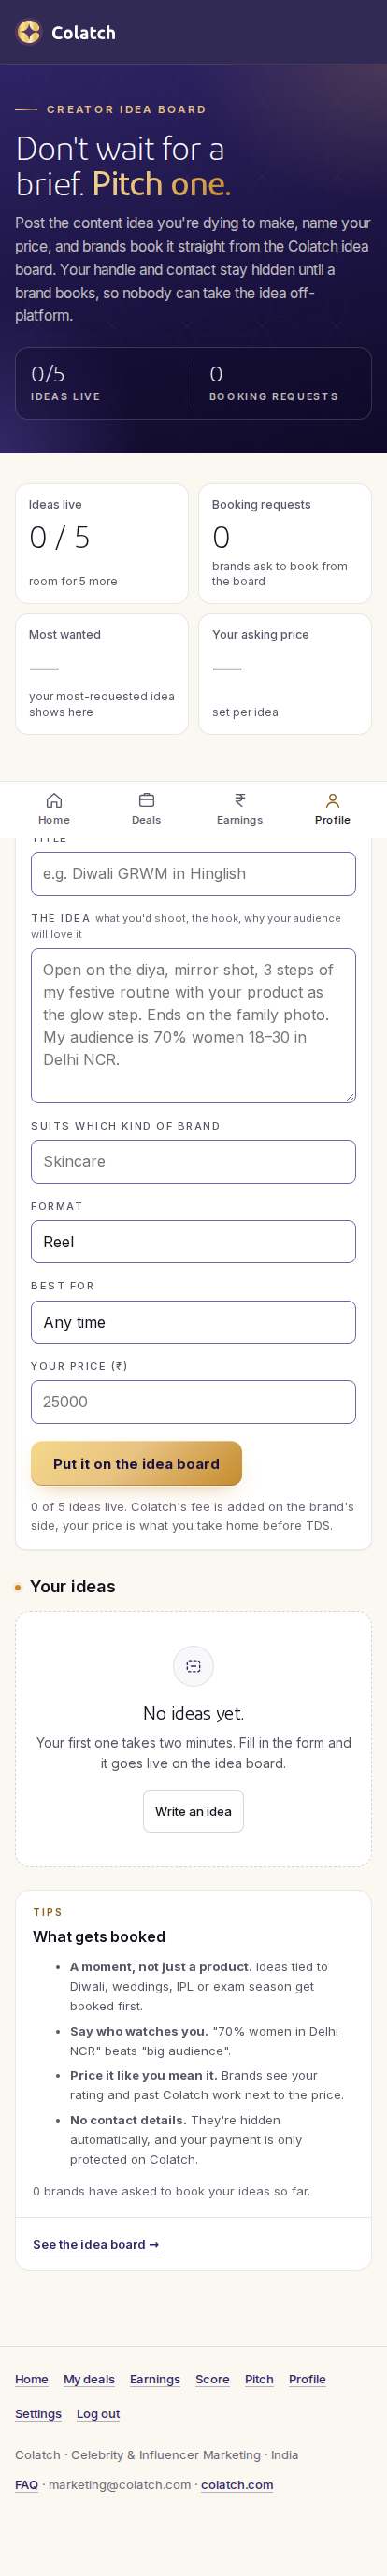 Colatch
CREATOR IDEA BOARD
Don't wait for a
brief. Pitch one.
Post the content idea you're dying to make, name your
price, and brands book it straight from the Colatch idea
board. Your handle and contact stay hidden until a
brand books, so nobody can take the idea off-
platform.
0/5
IDEAS LIVE
0
BOOKING REQUESTS
Ideas live
0 / 5
room for 5 more
Booking requests
0
brands ask to book from
the board
Most wanted
—
your most-requested idea
shows here
Your asking price
—
set per idea
Home
Deals
Earnings
Profile
TITLE
e.g. Diwali GRWM in Hinglish
THE IDEA what you'd shoot, the hook, why your audience
will love it
Open on the diya, mirror shot, 3 steps of
my festive routine with your product as
the glow step. Ends on the family photo.
My audience is 70% women 18–30 in
Delhi NCR.
SUITS WHICH KIND OF BRAND
Skincare
FORMAT
Reel
BEST FOR
Any time
YOUR PRICE (₹)
25000
Put it on the idea board
0 of 5 ideas live. Colatch's fee is added on the brand's
side, your price is what you take home before TDS.
Your ideas
No ideas yet.
Your first one takes two minutes. Fill in the form and
it goes live on the idea board.
Write an idea
TIPS
What gets booked
• A moment, not just a product. Ideas tied to
Diwali, weddings, IPL or exam season get
booked first.
• Say who watches you. "70% women in Delhi
NCR" beats "big audience".
• Price it like you mean it. Brands see your
rating and past Colatch work next to the price.
• No contact details. They're hidden
automatically, and your payment is only
protected on Colatch.
0 brands have asked to book your ideas so far.
See the idea board →
Home My deals Earnings Score Pitch Profile
Settings Log out
Colatch · Celebrity & Influencer Marketing · India
FAQ · marketing@colatch.com · colatch.com